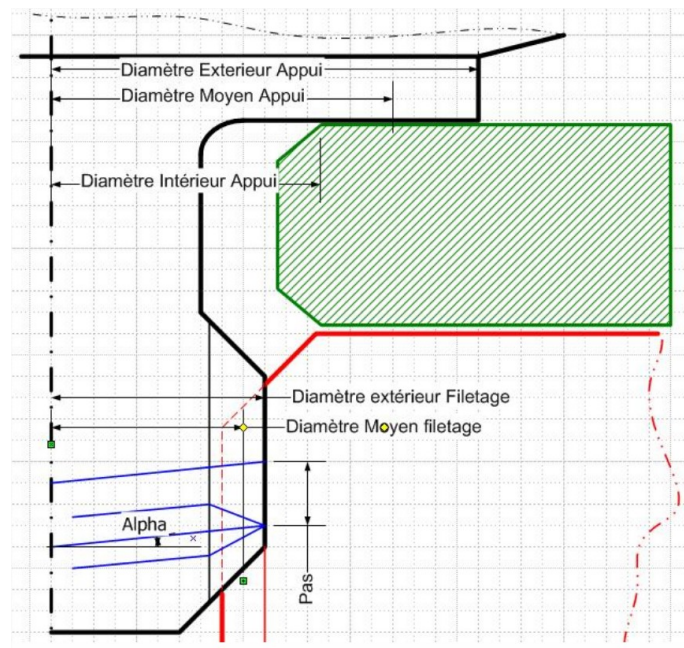 Diamètre Exterieur Appui
Diamètre Moyen Appui
Diamètre Intérieur Appui
Diamètre extérieur Filetage
Diamètre Moyen filetage
Alpha
Pas